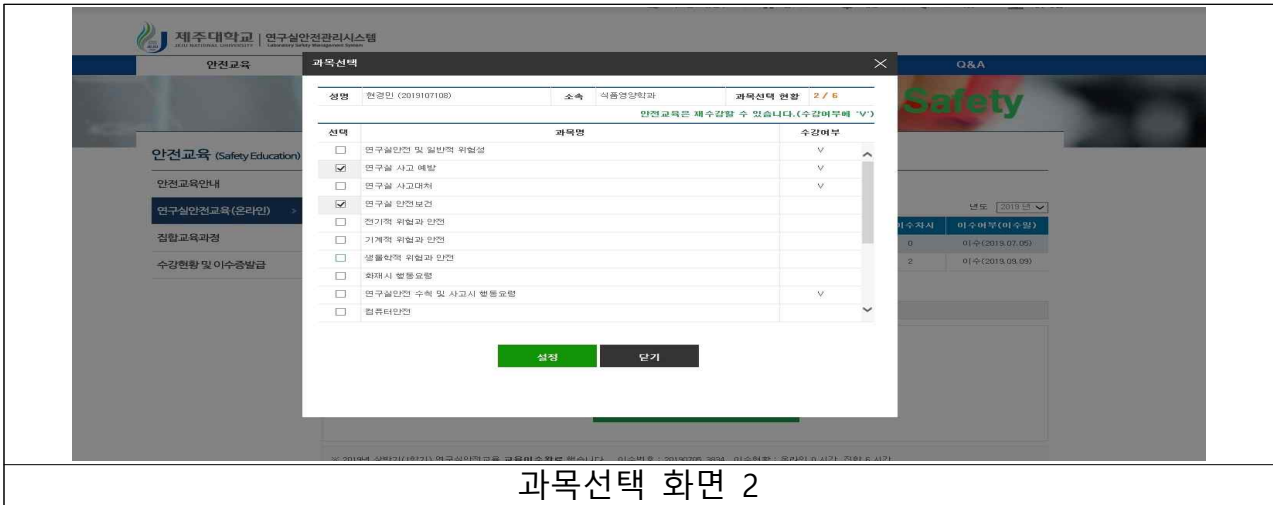 제주대학교 | 연구실안전관리시스템
JEJU NATIONAL UNIVERSITY Laboratory Safety Management System
안전교육
과목선택
Q&A
성명 현경민 (2019107108) 소속 식품영양학과 과목선택 현황 2 / 6
Safety
안전교육은 재수강할 수 있습니다.(수강여부에 'V')
선택 과목명 수강여부
안전교육 (Safety Education)
연구실안전 및 일반적 위험성 V
연구실 사고 예방 V
안전교육안내
연구실 사고대처 V
연구실안전교육(온라인) >
연구실 안전보건
년도 2019 년
전기적 위험과 안전
이수차시 이수여부(이수일)
집합교육과정
기계적 위험과 안전
0 이수(2019.07.05)
수강현황 및 이수증발급
생물학적 위험과 안전
2 이수(2019.09.09)
화재시 행동요령
연구실안전 수칙 및 사고시 행동요령 V
컴퓨터안전
설정 닫기
과목선택 화면 2